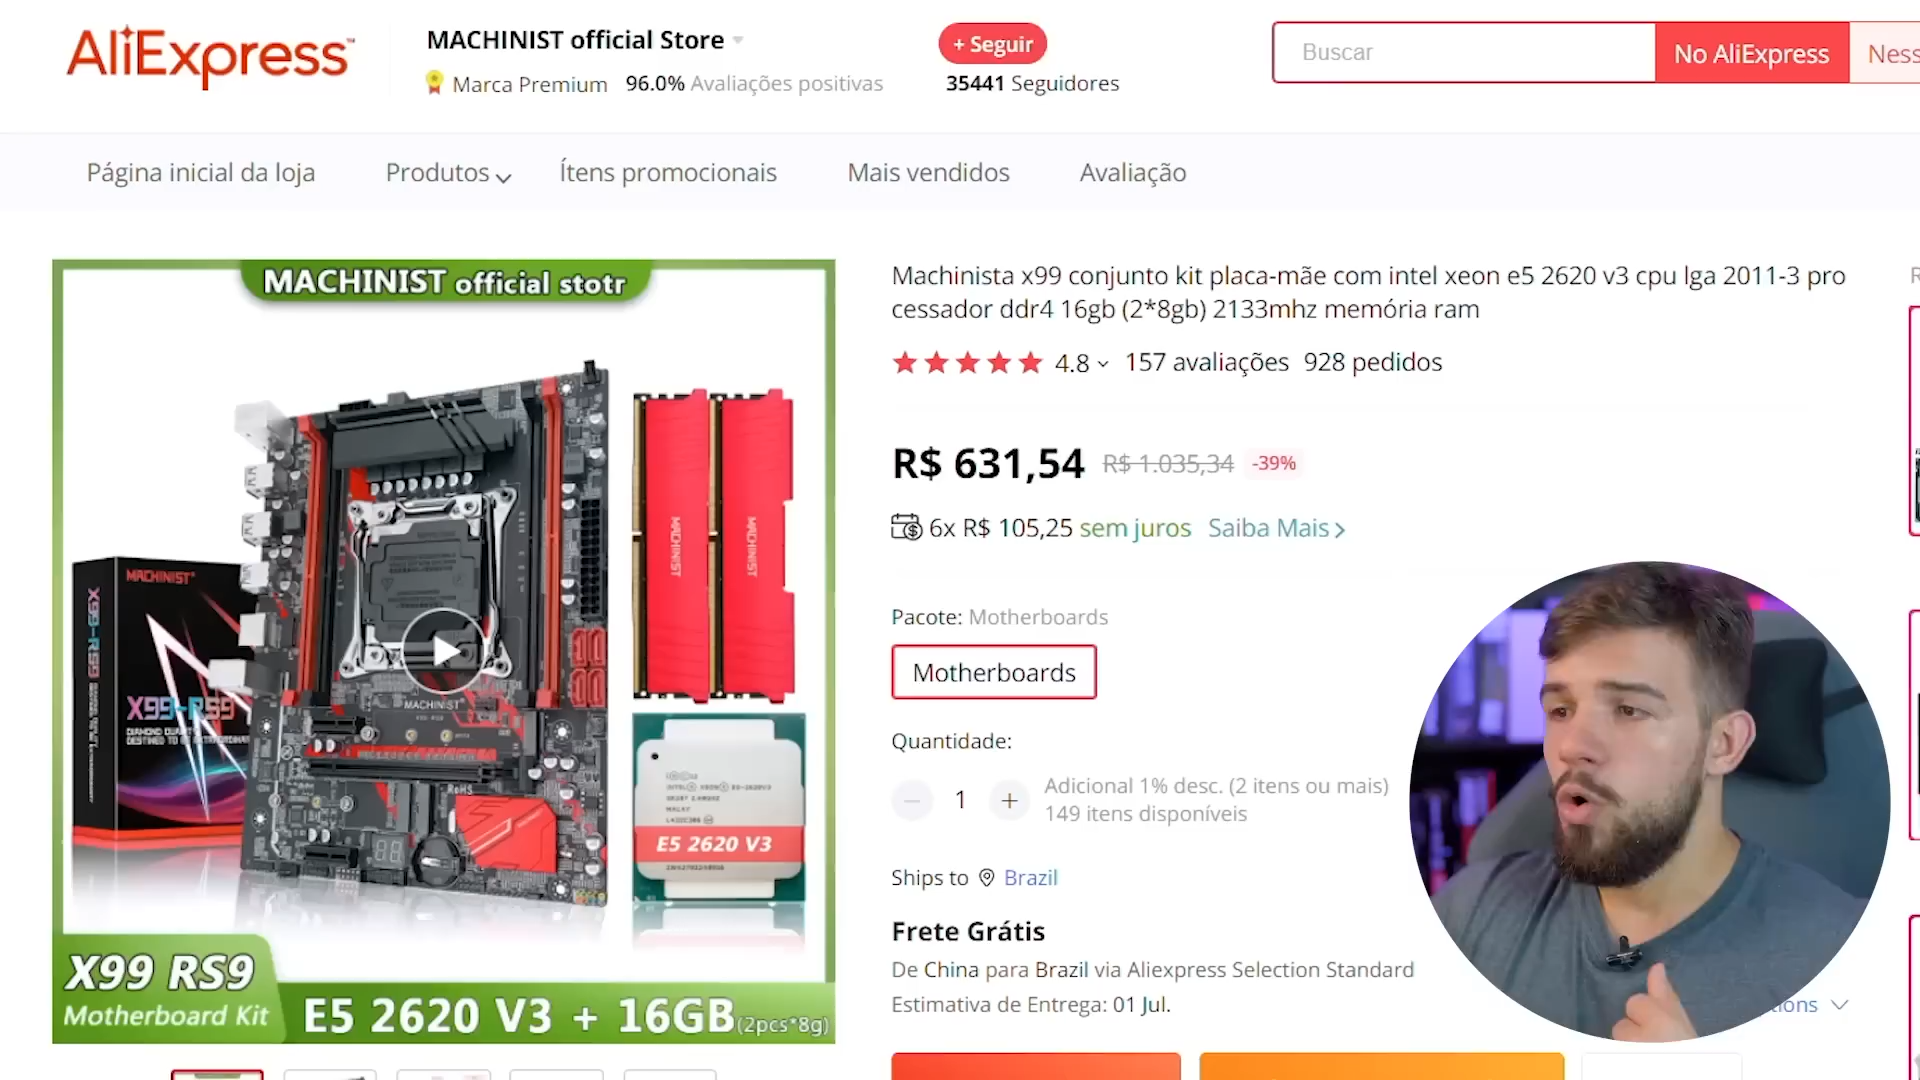 AliExpress™
MACHINIST official Store
Marca Premium 96.0% Avaliações positivas
+ Seguir
35441 Seguidores
Buscar
No AliExpress
Ness
Página inicial da loja
Produtos
Ítens promocionais
Mais vendidos
Avaliação
MACHINIST official stotr
MACHINIST
X99-RS9
X99-RS9
MACHINIST
MACHINIST
MACHINIST
RoHS
E5 2620 V3
X99 RS9
Motherboard Kit
E5 2620 V3 + 16GB(2pcs*8g)
Machinista x99 conjunto kit placa-mãe com intel xeon e5 2620 v3 cpu lga 2011-3 pro
cessador ddr4 16gb (2*8gb) 2133mhz memória ram
4.8 157 avaliações 928 pedidos
R$ 631,54 R$ 1.035,34 -39%
6x R$ 105,25 sem juros Saiba Mais
Pacote: Motherboards
Motherboards
Quantidade:
1
Adicional 1% desc. (2 itens ou mais)
149 itens disponíveis
Ships to Brazil
Frete Grátis
De China para Brazil via Aliexpress Selection Standard
Estimativa de Entrega: 01 Jul.